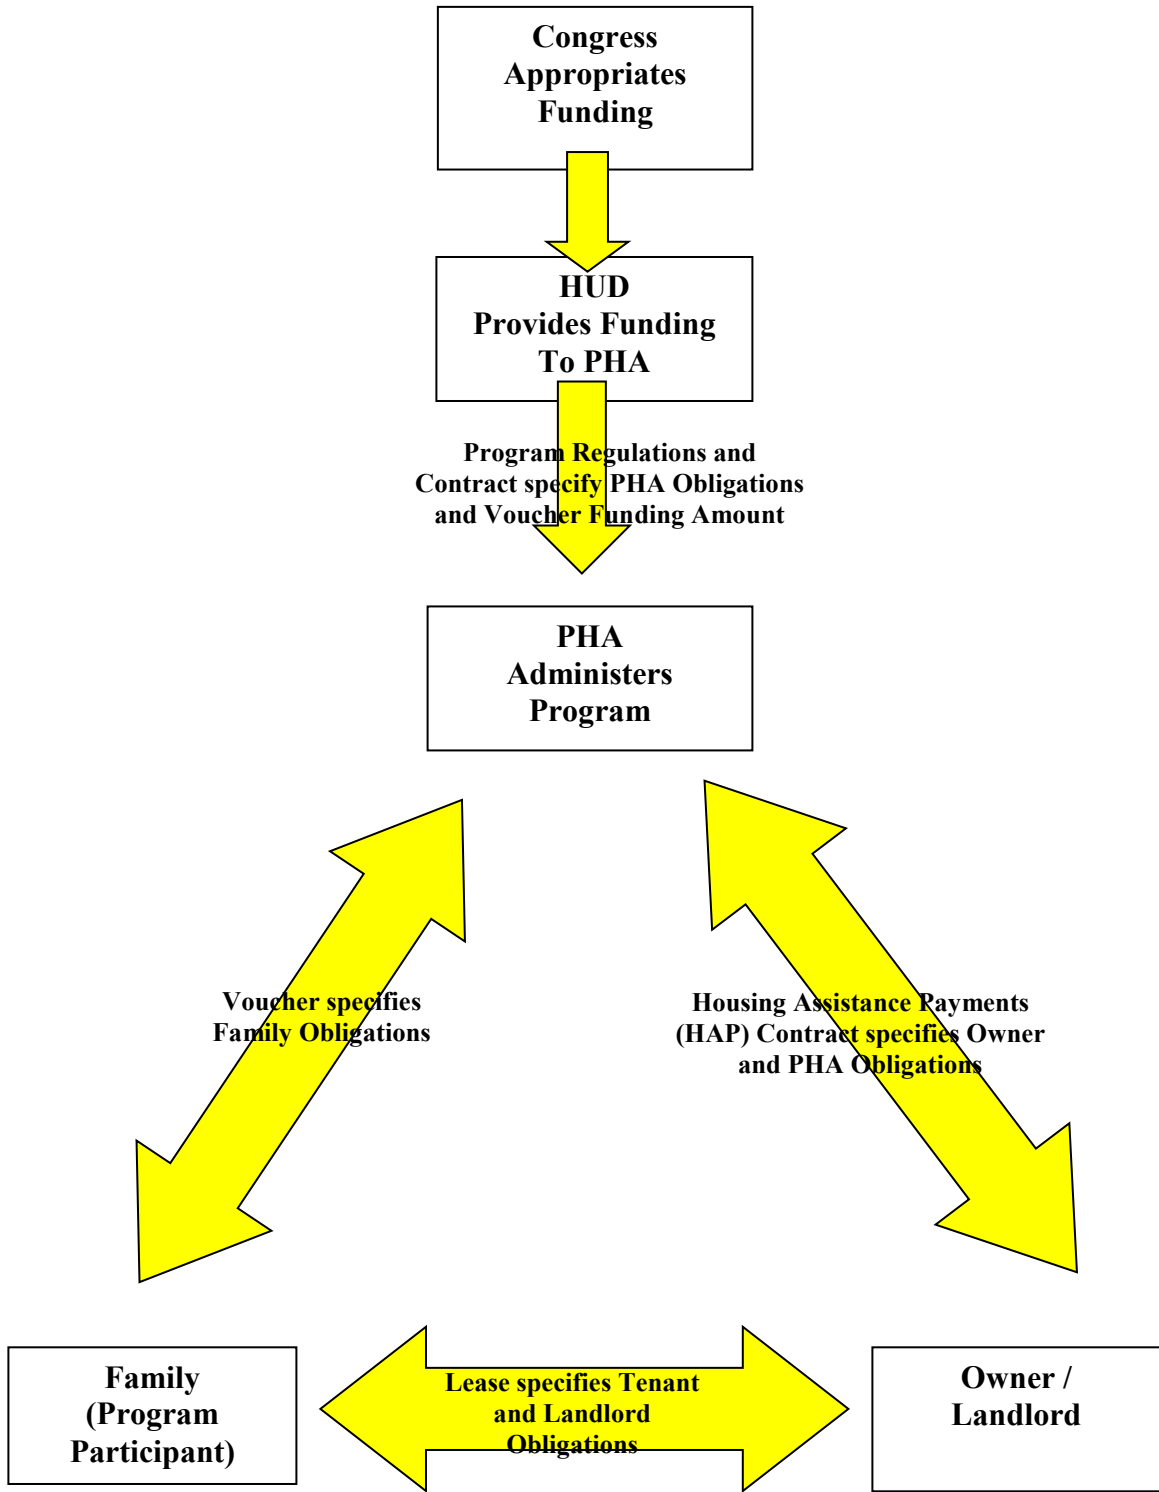 Congress
Appropriates
Funding
HUD
Provides Funding
To PHA
Program Regulations and
Contract specify PHA Obligations
and Voucher Funding Amount
PHA
Administers
Program
Voucher specifies
Family Obligations
Housing Assistance Payments
(HAP) Contract specifies Owner
and PHA Obligations
Family
(Program
Participant)
Lease specifies Tenant
and Landlord
Obligations
Owner /
Landlord